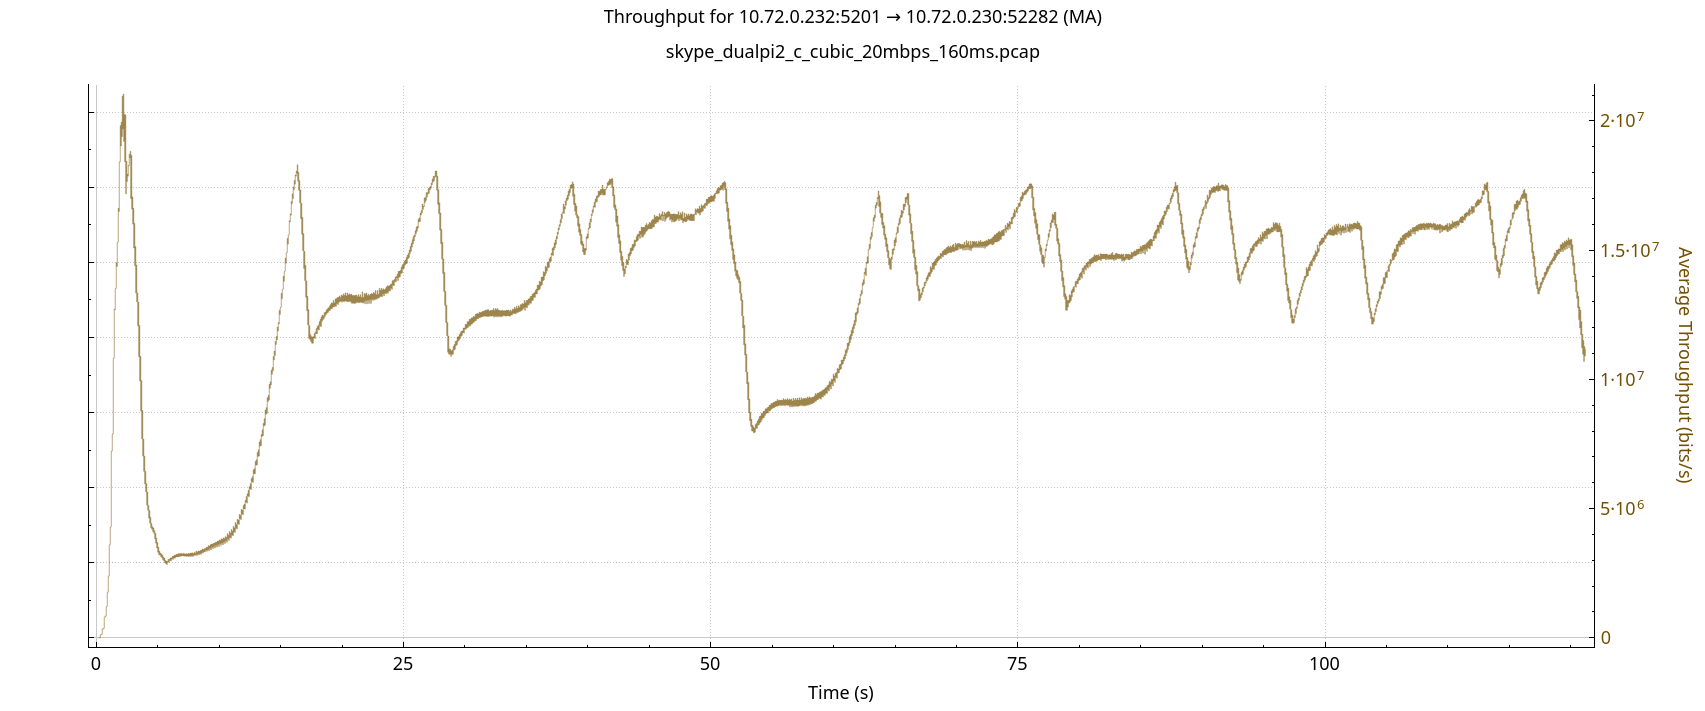 Throughput for 10.72.0.232:5201 → 10.72.0.230:52282 (MA)
skype_dualpi2_c_cubic_20mbps_160ms.pcap
2·10⁷
1.5·10⁷
1·10⁷
5·10⁶
0
Average Throughput (bits/s)
0 25 50 75 100
Time (s)